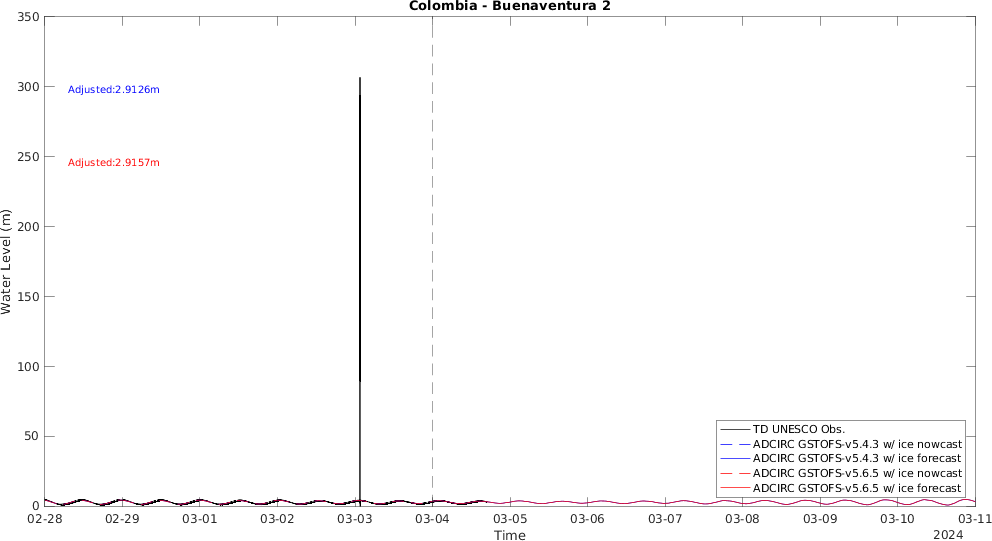 Colombia - Buenaventura 2
350
300
250
200
150
100
50
0
Water Level (m)
Adjusted:2.9126m
Adjusted:2.9157m
TD UNESCO Obs.
ADCIRC GSTOFS-v5.4.3 w/ ice nowcast
ADCIRC GSTOFS-v5.4.3 w/ ice forecast
ADCIRC GSTOFS-v5.6.5 w/ ice nowcast
ADCIRC GSTOFS-v5.6.5 w/ ice forecast
02-28 02-29 03-01 03-02 03-03 03-04 03-05 03-06 03-07 03-08 03-09 03-10 03-11
Time
2024